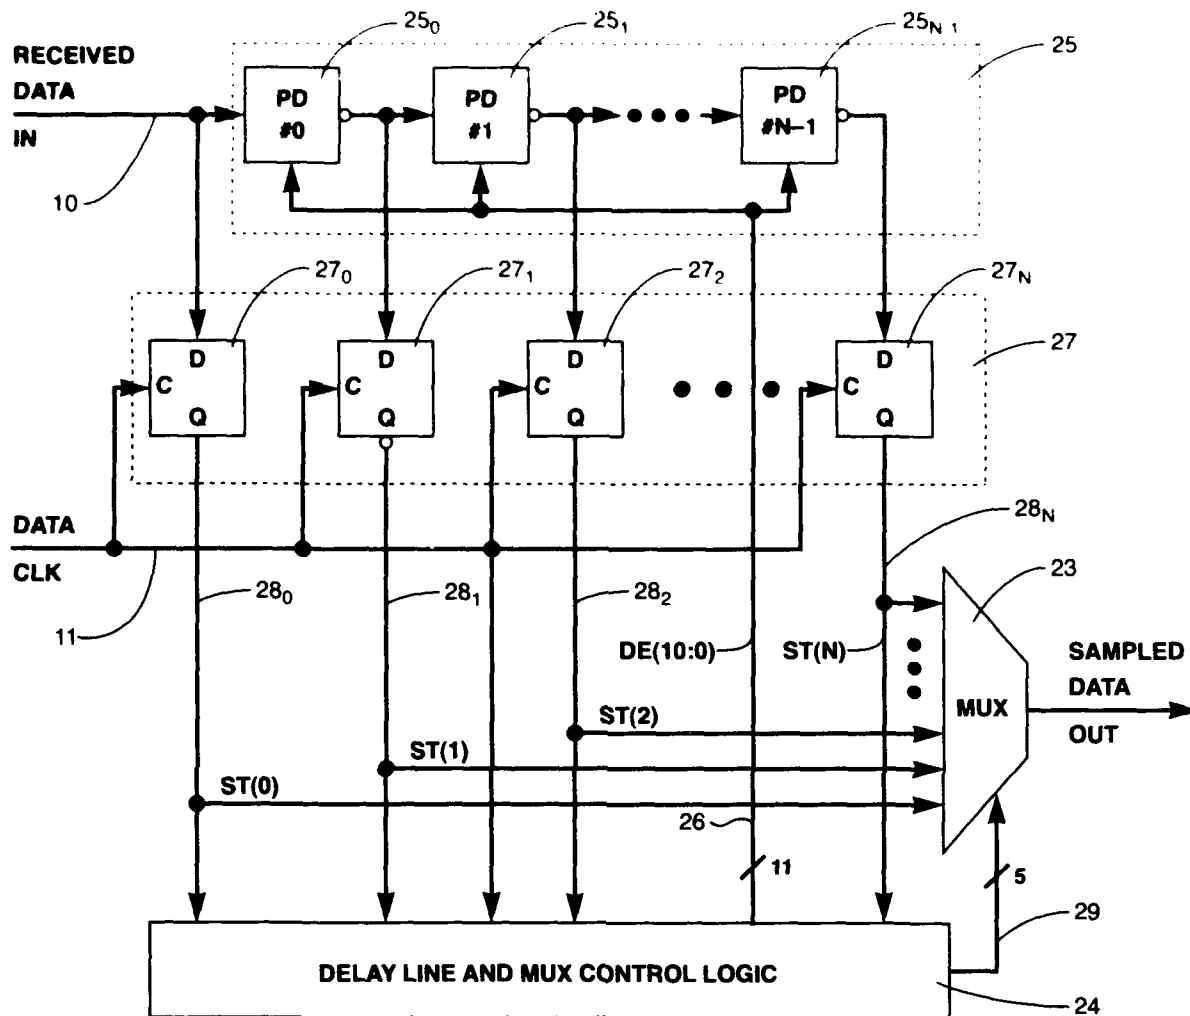 25₀
25₁
25N-1
25
RECEIVED
DATA
IN
PD
#0
PD
#1
PD
#N–1
10
27₀
27₁
27₂
27N
27
D
C
Q
D
C
Q
D
C
Q
D
C
Q
DATA
CLK
11
28₀
28₁
28₂
28N
23
DE(10:0)
ST(N)
MUX
SAMPLED
DATA
OUT
ST(2)
ST(1)
ST(0)
26
11
5
29
DELAY LINE AND MUX CONTROL LOGIC
24